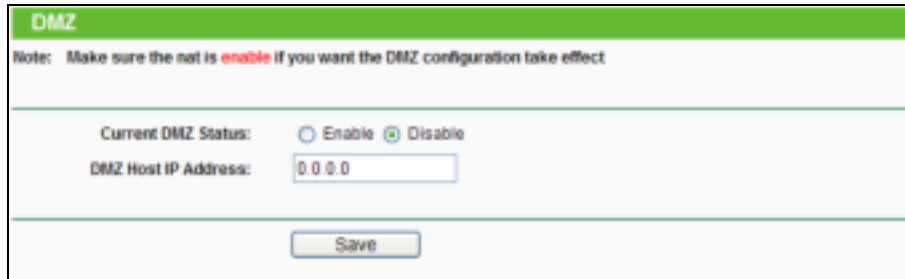 DMZ
Note: Make sure the nat is enable if you want the DMZ configuration take effect
Current DMZ Status: Enable Disable
DMZ Host IP Address: 0.0.0.0
Save